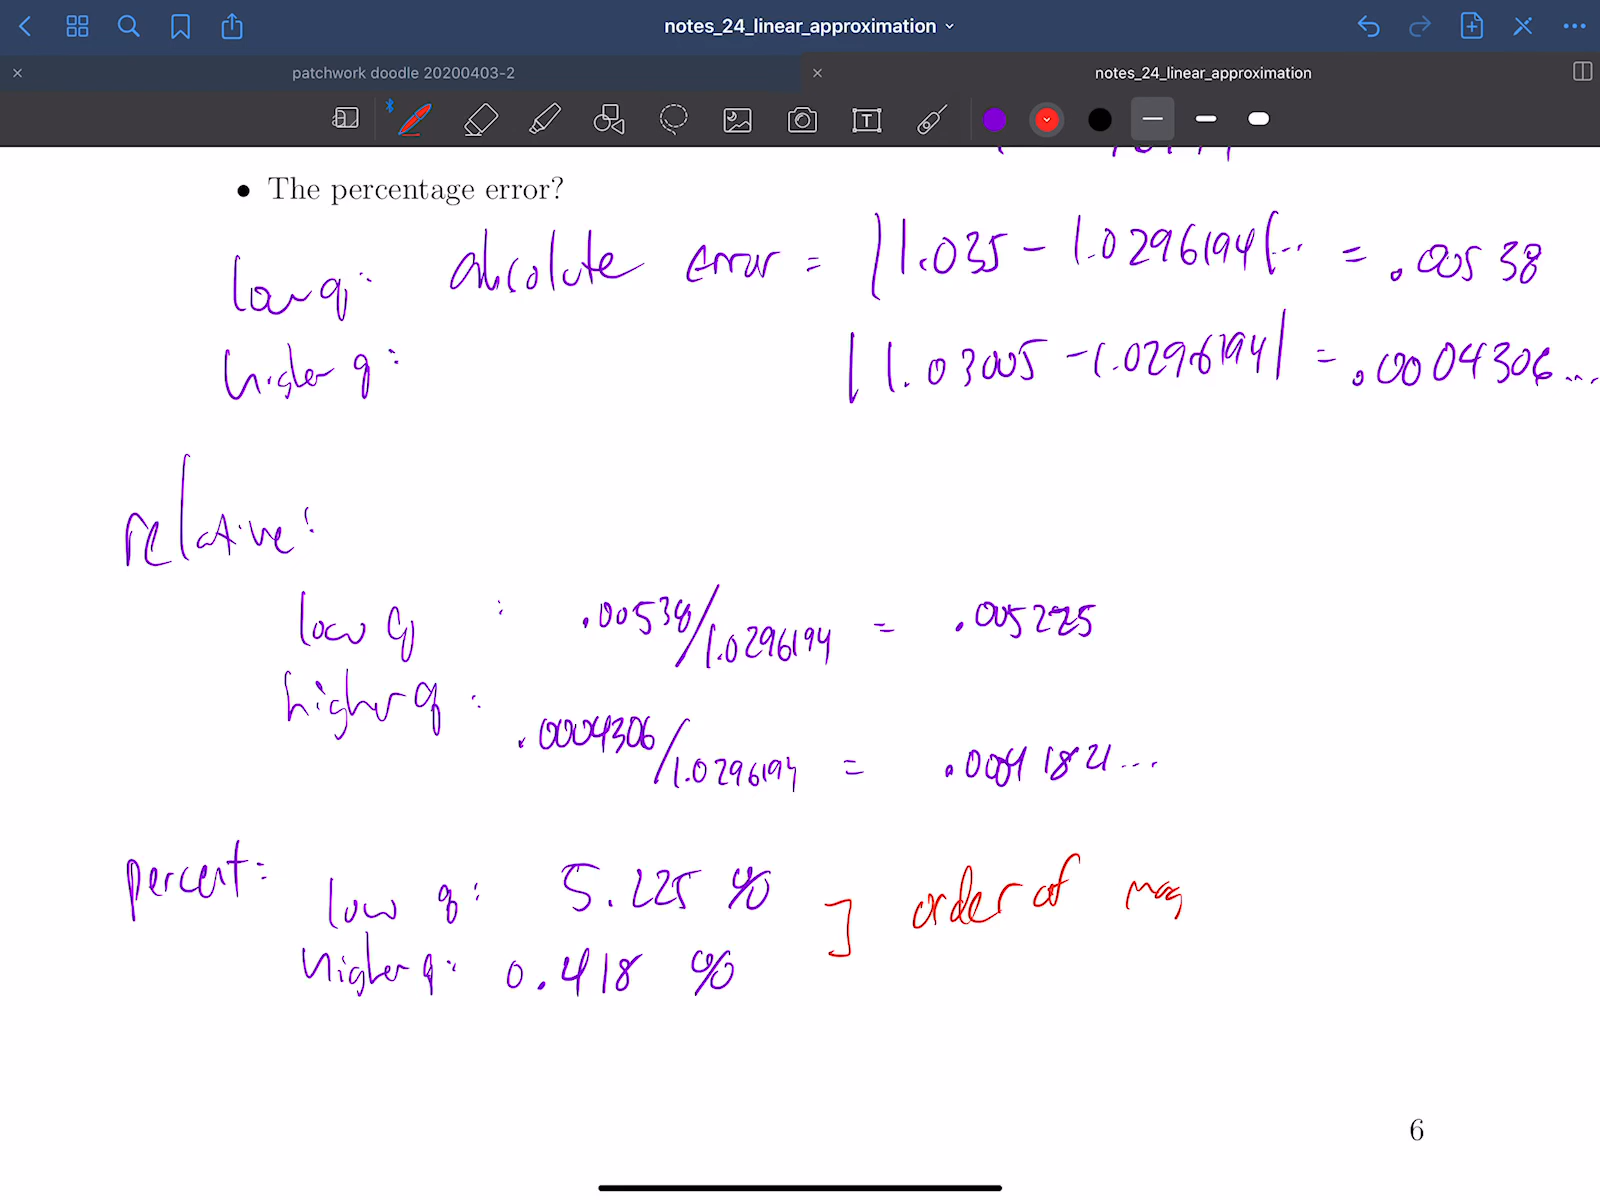 notes_24_linear_approximation
patchwork doodle 20200403-2
notes_24_linear_approximation
• The percentage error?
low q: absolute error = |1.035 - 1.0296194|... = .00538
higher q: |1.03005 - 1.0296194| = .0004306...
relative:
low q : .00538/1.0296194 = .005225
higher q : .0004306/1.0296194 = .0004182...
percent:
low q: 5.225 %
higher q: 0.418 %
] order of mag
6